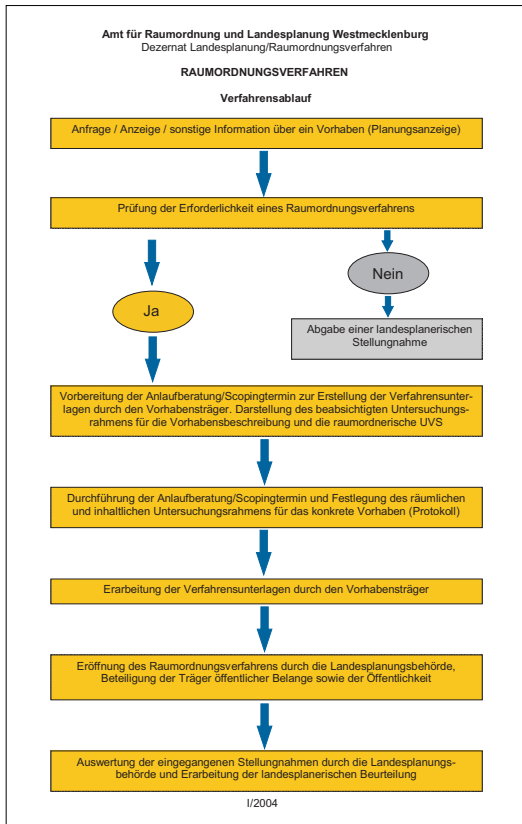 Amt für Raumordnung und Landesplanung Westmecklenburg
Dezernat Landesplanung/Raumordnungsverfahren
RAUMORDNUNGSVERFAHREN
Verfahrensablauf
Anfrage / Anzeige / sonstige Information über ein Vorhaben (Planungsanzeige)
Prüfung der Erforderlichkeit eines Raumordnungsverfahrens
Nein
Ja
Abgabe einer landesplanerischen
Stellungnahme
Vorbereitung der Anlaufberatung/Scopingtermin zur Erstellung der Verfahrensunter-
lagen durch den Vorhabensträger. Darstellung des beabsichtigten Untersuchungs-
rahmens für die Vorhabensbeschreibung und die raumordnerische UVS
Durchführung der Anlaufberatung/Scopingtermin und Festlegung des räumlichen
und inhaltlichen Untersuchungsrahmens für das konkrete Vorhaben (Protokoll)
Erarbeitung der Verfahrensunterlagen durch den Vorhabensträger
Eröffnung des Raumordnungsverfahrens durch die Landesplanungsbehörde,
Beteiligung der Träger öffentlicher Belange sowie der Öffentlichkeit
Auswertung der eingegangenen Stellungnahmen durch die Landesplanungs-
behörde und Erarbeitung der landesplanerischen Beurteilung
I/2004